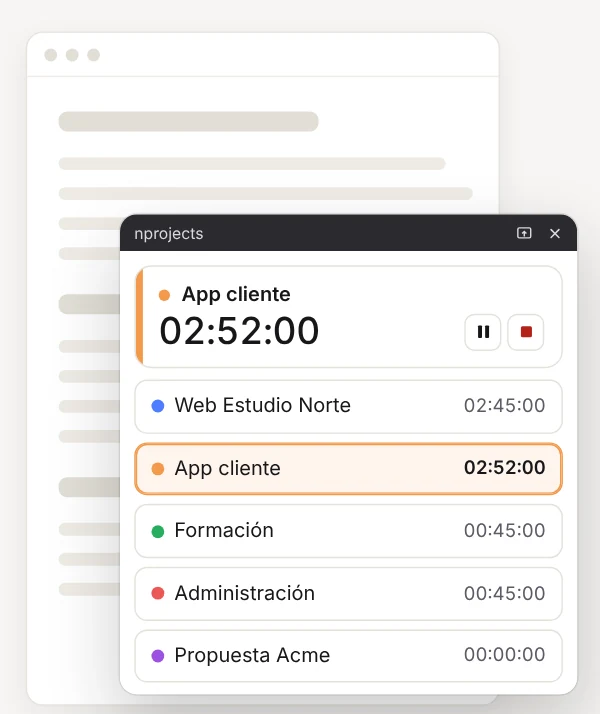 nprojects
App cliente
02:52:00
Web Estudio Norte 02:45:00
App cliente 02:52:00
Formación 00:45:00
Administración 00:45:00
Propuesta Acme 00:00:00